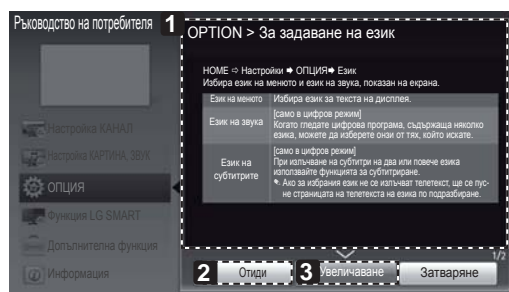 Ръководство на потребителя
1
OPTION > За задаване на език
HOME ⇨ Настройки ➡ ОПЦИЯ➡ Език
Избира език на менюто и език на звука, показан на екрана.
Език на менюто Избира език за текста на дисплея.
Език на звука
[само в цифров режим]
Когато гледате цифрова програма, съдържаща няколко
езика, можете да изберете онзи от тях, който искате.
Език на
субтитрите
[само в цифров режим]
При излъчване на субтитри на два или повече езика
използвайте функцията за субтитриране.
Ако за избрания език не се излъчват телетекст, ще се пус-
не страницата на телетекста на езика по подразбиране.
Настройка КАНАЛ
Настройка КАРТИНА, ЗВУК
ОПЦИЯ
Функция LG SMART
Допълнителна функция
Информация
1/2
2 Отиди
3 Увеличаване
Затваряне